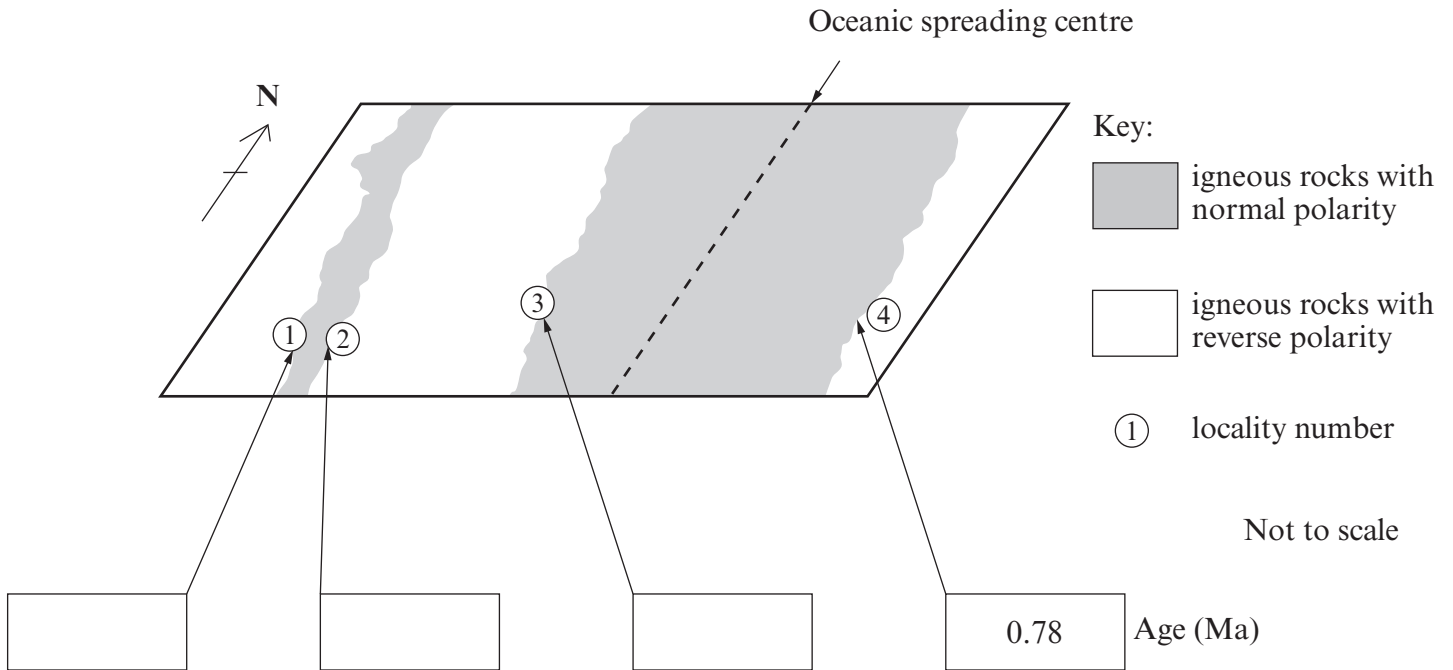 Oceanic spreading centre
N
Key:
igneous rocks with
normal polarity
igneous rocks with
reverse polarity
1 locality number
1
2
3
4
Not to scale
0.78 Age (Ma)